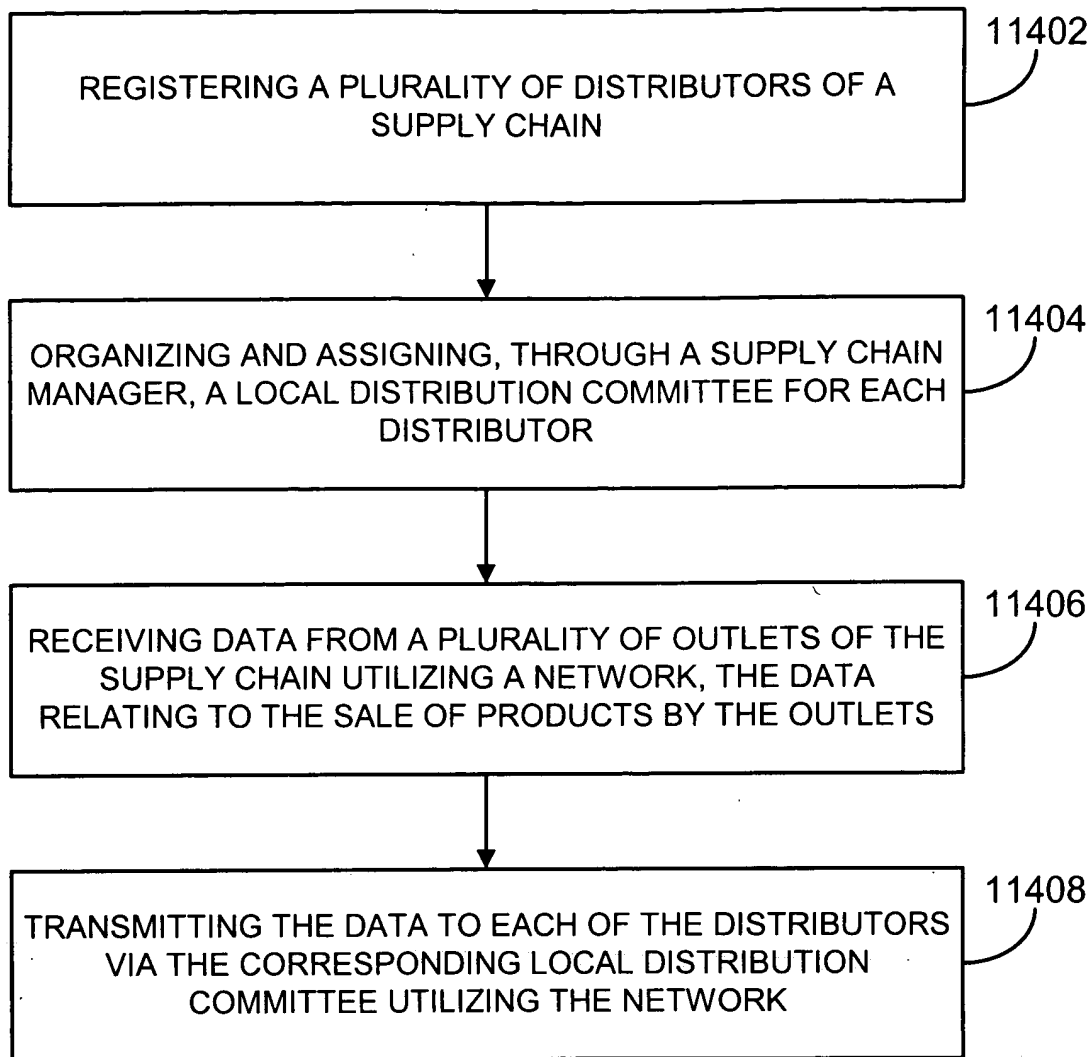 11402
REGISTERING A PLURALITY OF DISTRIBUTORS OF A
SUPPLY CHAIN
11404
ORGANIZING AND ASSIGNING, THROUGH A SUPPLY CHAIN
MANAGER, A LOCAL DISTRIBUTION COMMITTEE FOR EACH
DISTRIBUTOR
11406
RECEIVING DATA FROM A PLURALITY OF OUTLETS OF THE
SUPPLY CHAIN UTILIZING A NETWORK, THE DATA
RELATING TO THE SALE OF PRODUCTS BY THE OUTLETS
11408
TRANSMITTING THE DATA TO EACH OF THE DISTRIBUTORS
VIA THE CORRESPONDING LOCAL DISTRIBUTION
COMMITTEE UTILIZING THE NETWORK